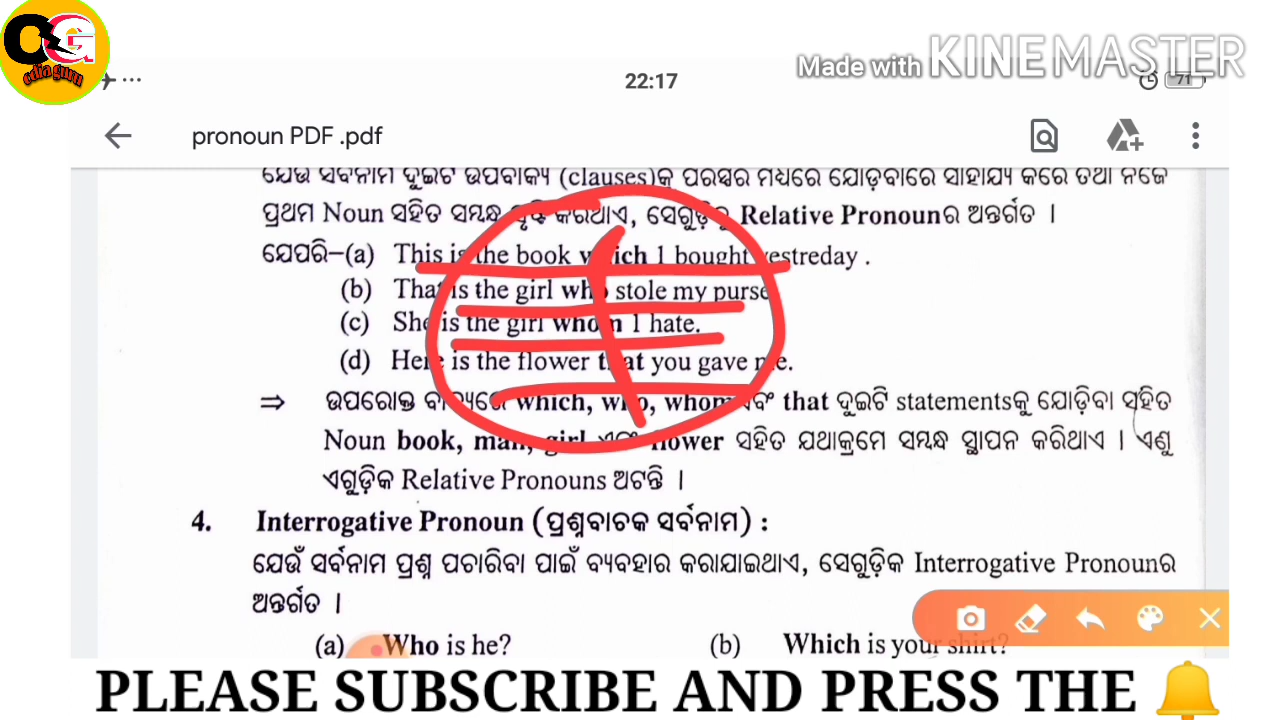 OG
odia guru
Made with KINEMASTER
22:17
71
pronoun PDF .pdf
ଯେଉଁ ସର୍ବନାମ ଦୁଇଟି ଉପବାକ୍ୟ (clauses)କୁ ପରସ୍ପର ମଧ୍ୟରେ ଯୋଡ଼ିବାରେ ସାହାଯ୍ୟ କରେ ତଥା ନିଜେ
ପ୍ରଥମ Noun ସହିତ ସମ୍ବନ୍ଧ ସୃଷ୍ଟି କରିଥାଏ, ସେଗୁଡ଼ିକୁ Relative Pronounର ଅନ୍ତର୍ଗତ ।
ଯେପରି–(a) This is the book which 1 bought yestreday .
(b) That is the girl who stole my purse
(c) She is the girl whom 1 hate.
(d) Here is the flower that you gave me.
⇒ ଉପରୋକ୍ତ ବାକ୍ୟରେ which, who, whom ଏବଂ that ଦୁଇଟି statementsକୁ ଯୋଡ଼ିବା ସହିତ
Noun book, man, girl ଏବଂ flower ସହିତ ଯଥାକ୍ରମେ ସମ୍ବନ୍ଧ ସ୍ଥାପନ କରିଥାଏ । ଏଣୁ
ଏଗୁଡ଼ିକ Relative Pronouns ଅଟନ୍ତି ।
4. Interrogative Pronoun (ପ୍ରଶ୍ନବାଚକ ସର୍ବନାମ) :
ଯେଉଁ ସର୍ବନାମ ପ୍ରଶ୍ନ ପଚାରିବା ପାଇଁ ବ୍ୟବହାର କରାଯାଇଥାଏ, ସେଗୁଡ଼ିକ Interrogative Pronounର
ଅନ୍ତର୍ଗତ ।
(a) Who is he? (b) Which is your shirt?
PLEASE SUBSCRIBE AND PRESS THE